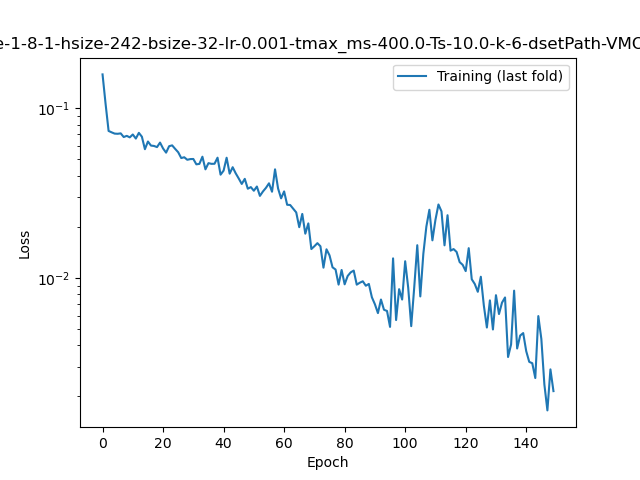 e-1-8-1-hsize-242-bsize-32-lr-0.001-tmax_ms-400.0-Ts-10.0-k-6-dsetPath-VMC
Training (last fold)
10⁻¹
10⁻²
Loss
0 20 40 60 80 100 120 140
Epoch